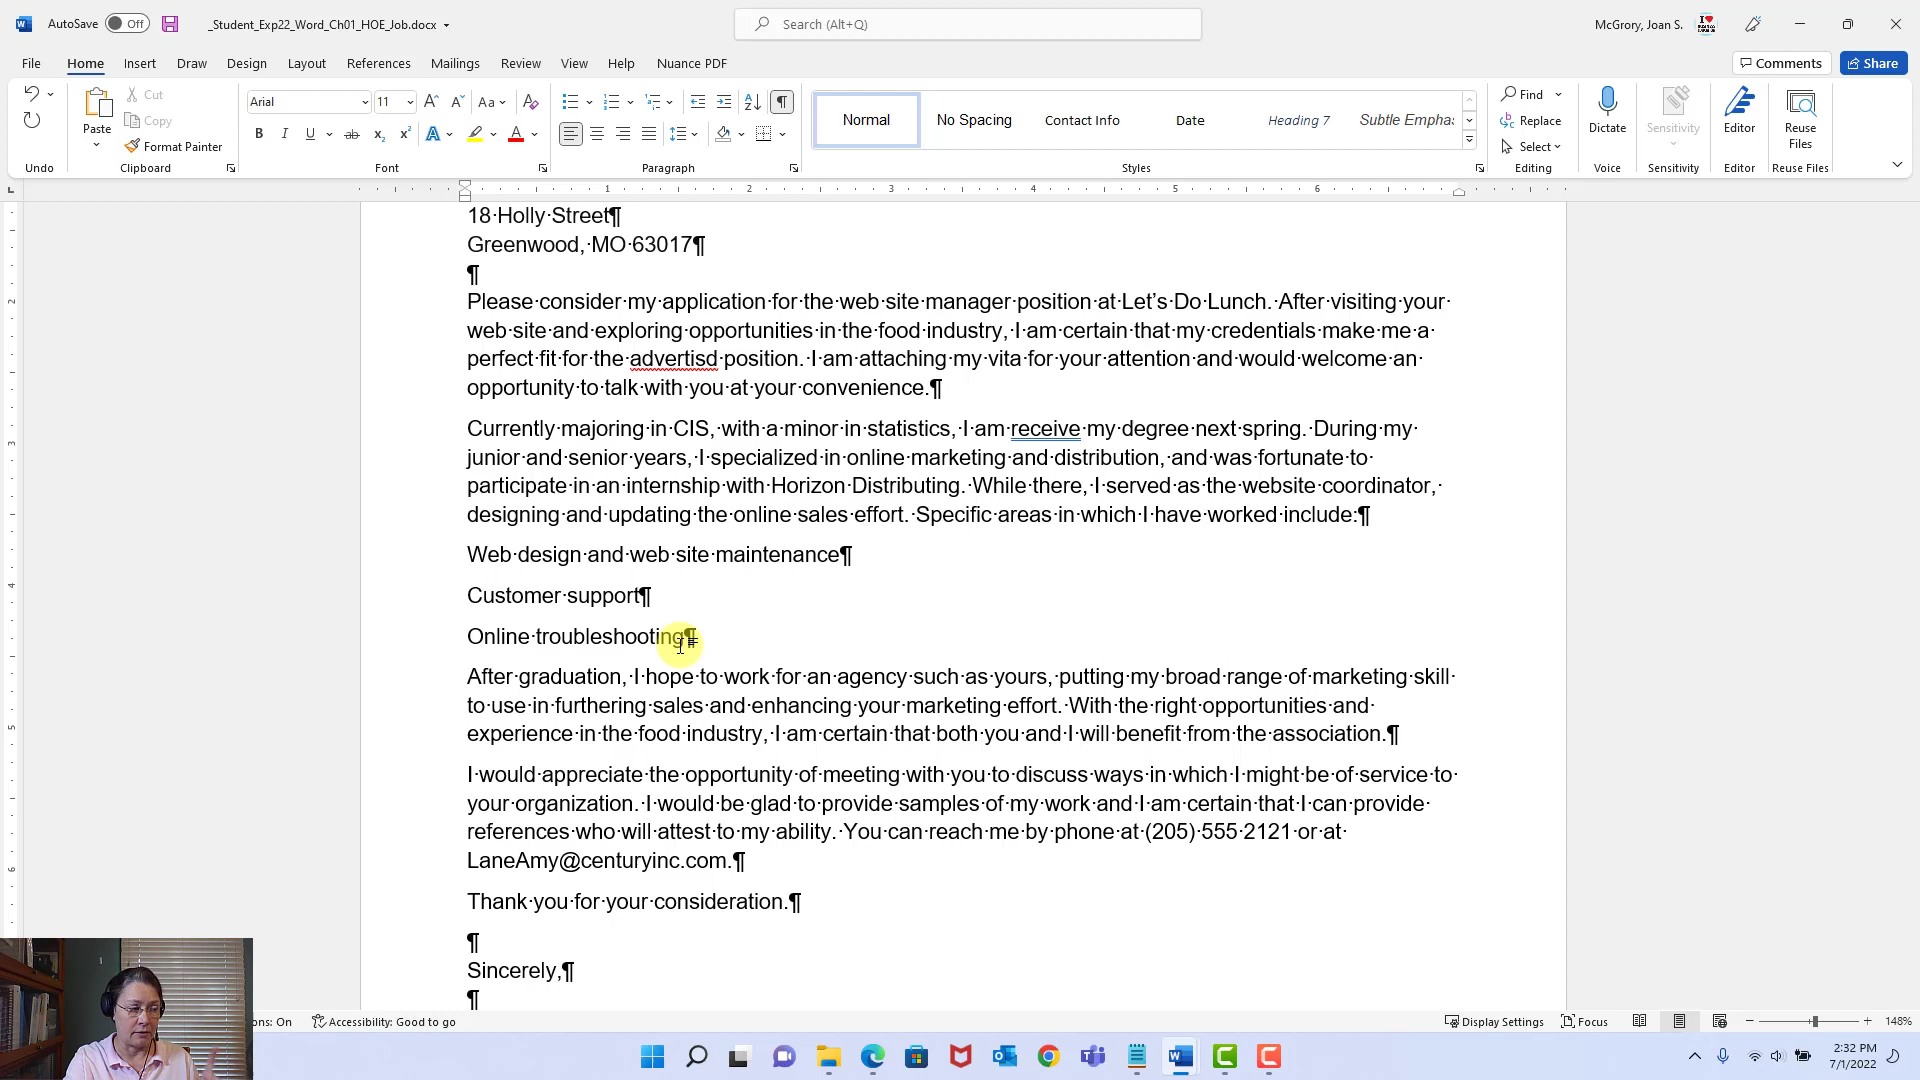 AutoSave Off _Student_Exp22_Word_Ch01_HOE_Job.docx Search (Alt+Q) McGrory, Joan S.
File Home Insert Draw Design Layout References Mailings Review View Help Nuance PDF Comments Share
Paste Cut Copy Format Painter
Arial 11 Aa
Normal No Spacing Contact Info Date Heading 7 Subtle Emphas
Find Replace Select
Dictate Sensitivity Editor Reuse Files
Undo Clipboard Font Paragraph Styles Editing Voice Sensitivity Editor Reuse Files
1 2 3 4 5 6
18·Holly·Street¶
Greenwood,·MO·63017¶
¶
Please·consider·my·application·for·the·web·site·manager·position·at·Let’s·Do·Lunch.·After·visiting·your·
web·site·and·exploring·opportunities·in·the·food·industry,·I·am·certain·that·my·credentials·make·me·a·
perfect·fit·for·the·advertisd·position.·I·am·attaching·my·vita·for·your·attention·and·would·welcome·an·
opportunity·to·talk·with·you·at·your·convenience.¶
Currently·majoring·in·CIS,·with·a·minor·in·statistics,·I·am·receive·my·degree·next·spring.·During·my·
junior·and·senior·years,·I·specialized·in·online·marketing·and·distribution,·and·was·fortunate·to·
participate·in·an·internship·with·Horizon·Distributing.·While·there,·I·served·as·the·website·coordinator,·
designing·and·updating·the·online·sales·effort.·Specific·areas·in·which·I·have·worked·include:¶
Web·design·and·web·site·maintenance¶
Customer·support¶
Online·troubleshooting¶
After·graduation,·I·hope·to·work·for·an·agency·such·as·yours,·putting·my·broad·range·of·marketing·skill·
to·use·in·furthering·sales·and·enhancing·your·marketing·effort.·With·the·right·opportunities·and·
experience·in·the·food·industry,·I·am·certain·that·both·you·and·I·will·benefit·from·the·association.¶
I·would·appreciate·the·opportunity·of·meeting·with·you·to·discuss·ways·in·which·I·might·be·of·service·to·
your·organization.·I·would·be·glad·to·provide·samples·of·my·work·and·I·am·certain·that·I·can·provide·
references·who·will·attest·to·my·ability.·You·can·reach·me·by·phone·at·(205)·555·2121·or·at·
LaneAmy@centuryinc.com.¶
Thank·you·for·your·consideration.¶
¶
Sincerely,¶
¶
ons: On Accessibility: Good to go Display Settings Focus 148%
2:32 PM
7/1/2022